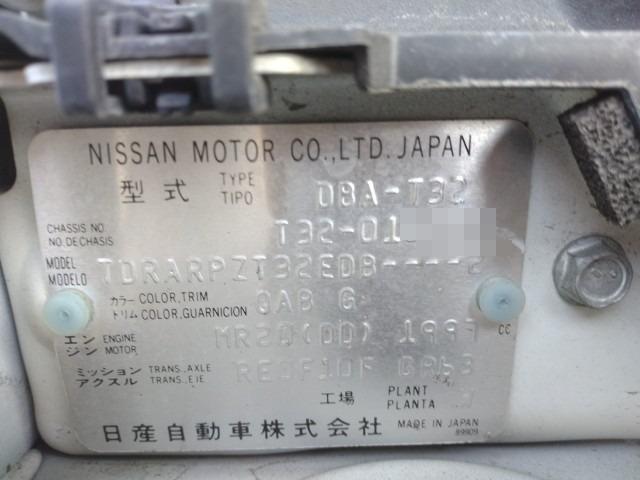 NISSAN MOTOR CO.,LTD. JAPAN
型式 TYPE TIPO DBA-T32
CHASSIS NO. NO. DE CHASIS T32-01
MODEL MODELO TDRARPZT32EDB-----Z
カラー COLOR, TRIM
トリム COLOR, GUARNICION QAB G
エンジン ENGINE MOTOR MR20(DD) 1997 CC
ミッション TRANS., AXLE
アクスル TRANS., EJE RE0F10F GR63
工場 PLANT PLANTA
日産自動車株式会社 MADE IN JAPAN